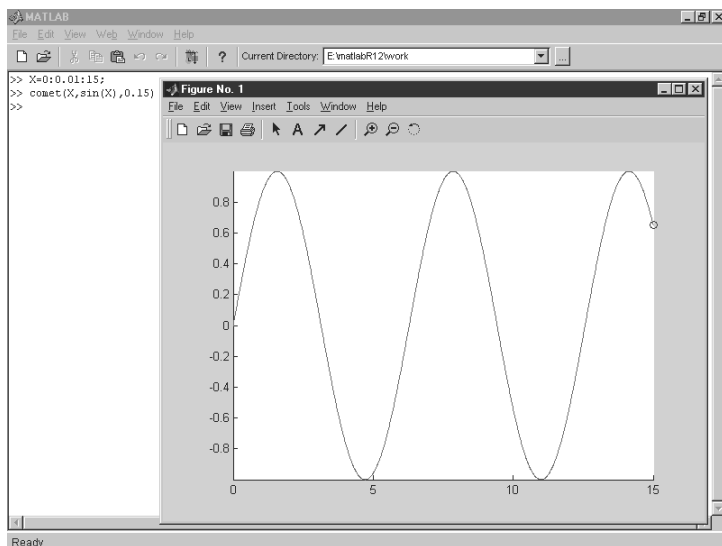 MATLAB
File Edit View Web Window Help
? Current Directory: E:\matlabR12\work ...
>> X=0:0.01:15;
>> comet(X,sin(X),0.15)
>>
Figure No. 1
File Edit View Insert Tools Window Help
A
0.8
0.6
0.4
0.2
0
-0.2
-0.4
-0.6
-0.8
0 5 10 15
Ready